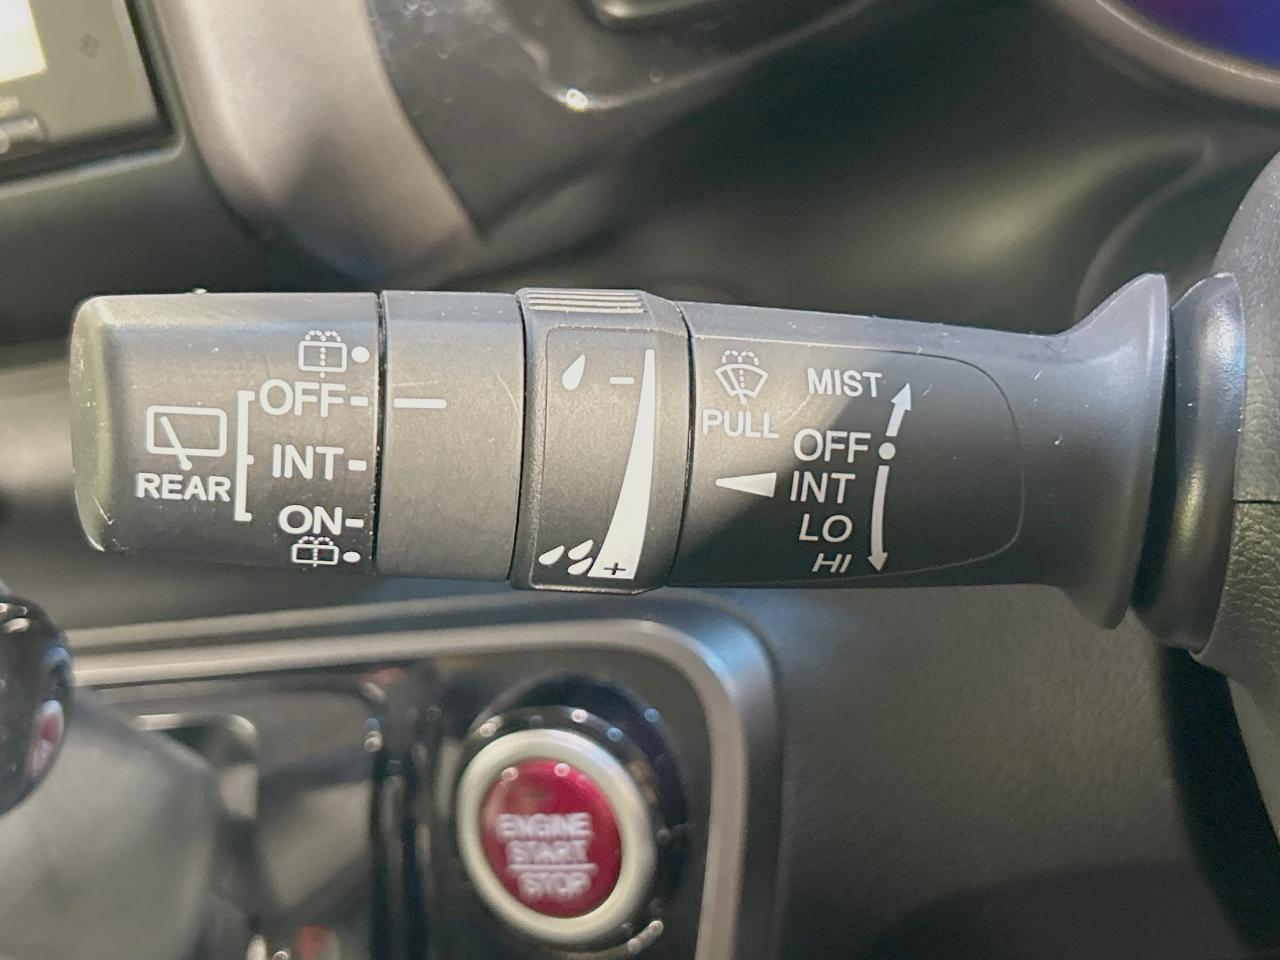 OFF
INT
ON
REAR
−
+
PULL
MIST
OFF
INT
LO
HI
ENGINE
START
STOP